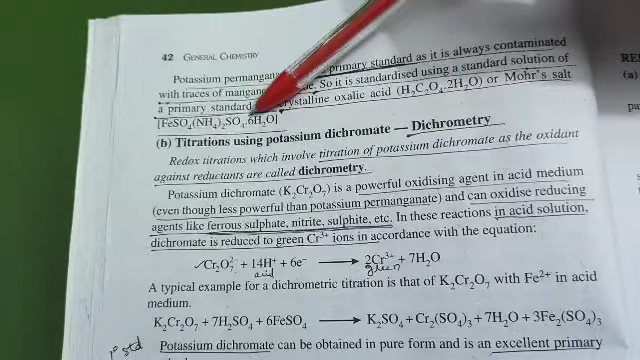 42 GENERAL CHEMISTRY
Potassium permangana primary standard as it is always contaminated
with traces of mangan de. So it is standardised using a standard solution of
a primary standard crystalline oxalic acid (H₂C₂O₄.2H₂O) or Mohr's salt
[FeSO₄(NH₄)₂SO₄.6H₂O]
(b) Titrations using potassium dichromate — Dichrometry
Redox titrations which involve titration of potassium dichromate as the oxidant
against reductants are called dichrometry.
Potassium dichromate (K₂Cr₂O₇) is a powerful oxidising agent in acid medium
(even though less powerful than potassium permanganate) and can oxidise reducing
agents like ferrous sulphate, nitrite, sulphite, etc. In these reactions in acid solution,
dichromate is reduced to green Cr³⁺ ions in accordance with the equation:
Cr₂O₇²⁻ + 14H⁺ + 6e⁻ ⟶ 2Cr³⁺ + 7H₂O
acid green
A typical example for a dichrometric titration is that of K₂Cr₂O₇ with Fe²⁺ in acid
medium.
K₂Cr₂O₇ + 7H₂SO₄ + 6FeSO₄ ⟶ K₂SO₄ + Cr₂(SO₄)₃ + 7H₂O + 3Fe₂(SO₄)₃
1° std
Potassium dichromate can be obtained in pure form and is an excellent primary
RE
(a)